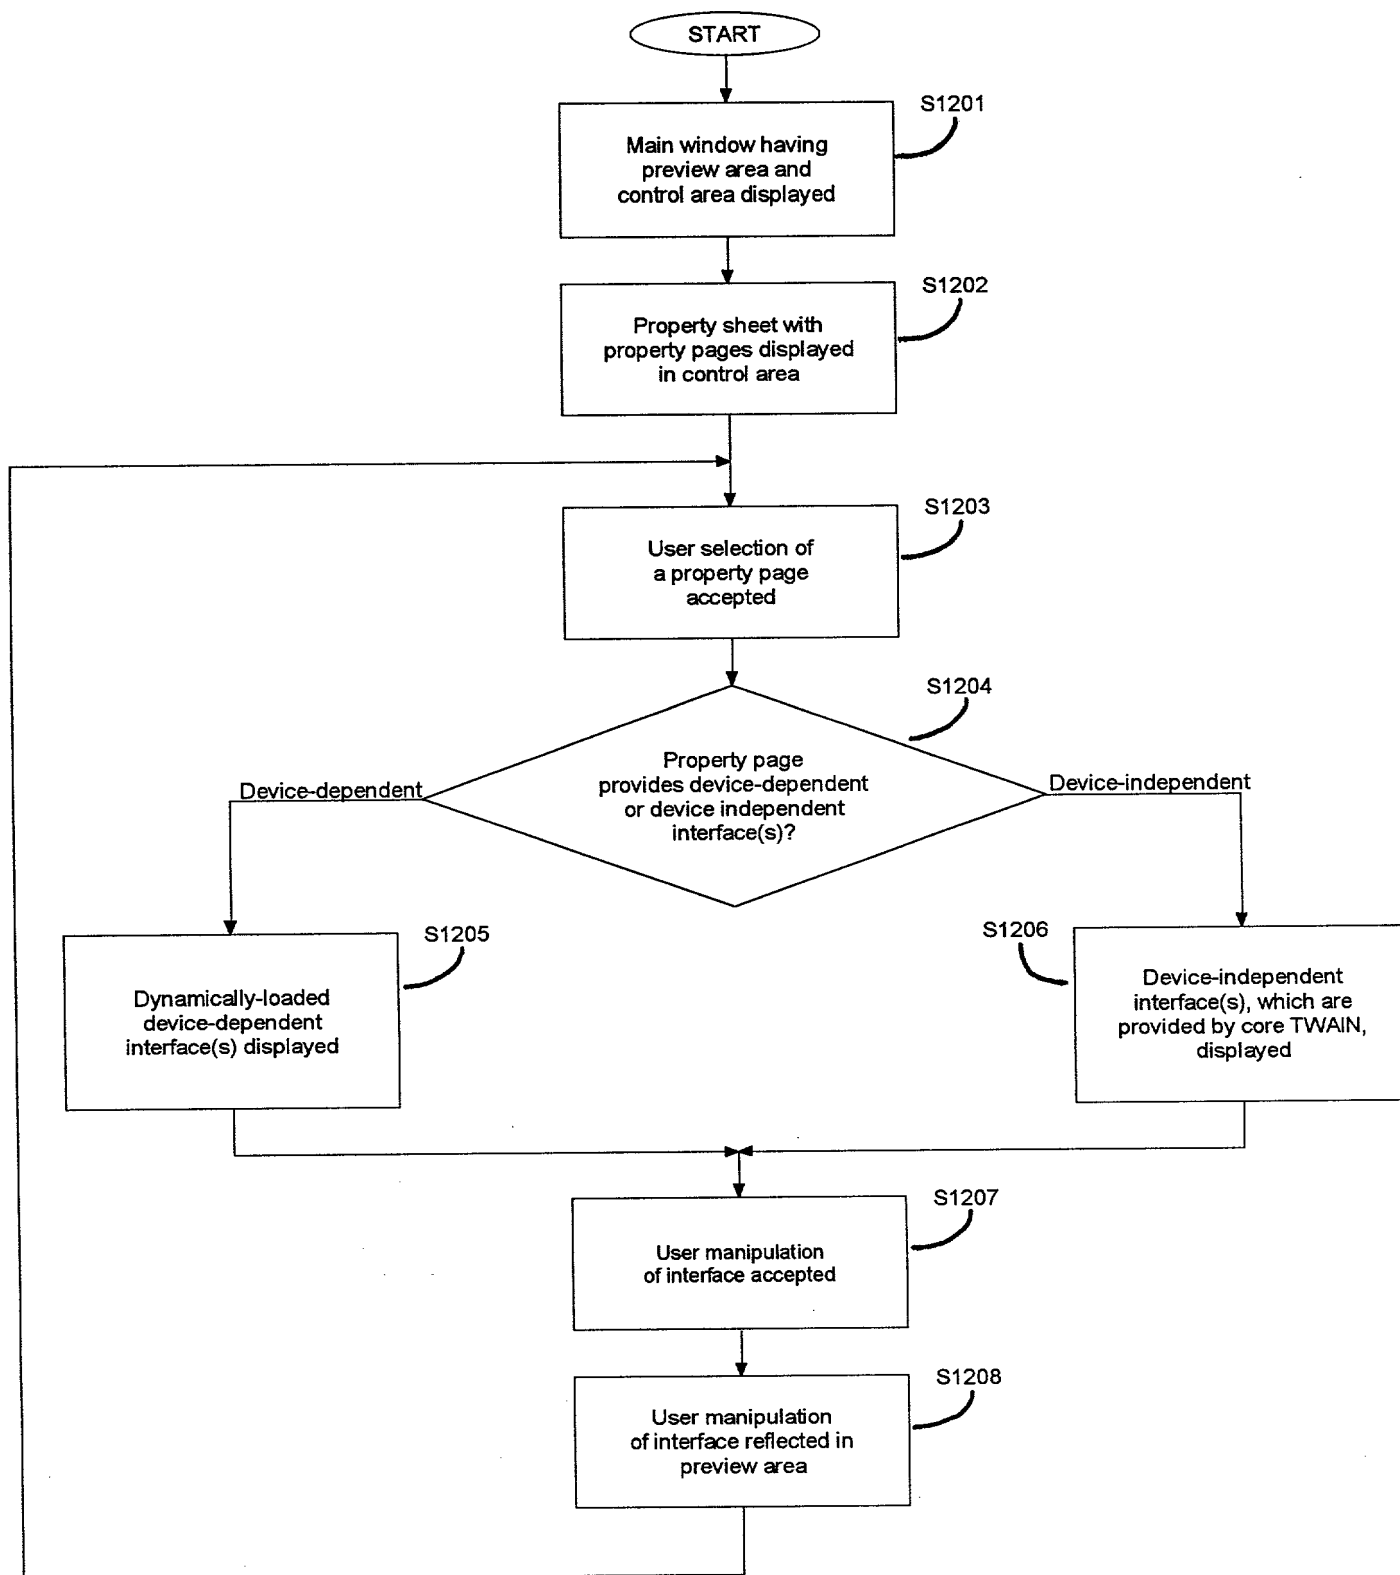 START
S1201
Main window having
preview area and
control area displayed
S1202
Property sheet with
property pages displayed
in control area
S1203
User selection of
a property page
accepted
S1204
Property page
provides device-dependent
or device independent
interface(s)?
Device-dependent
Device-independent
S1205
Dynamically-loaded
device-dependent
interface(s) displayed
S1206
Device-independent
interface(s), which are
provided by core TWAIN,
displayed
S1207
User manipulation
of interface accepted
S1208
User manipulation
of interface reflected in
preview area